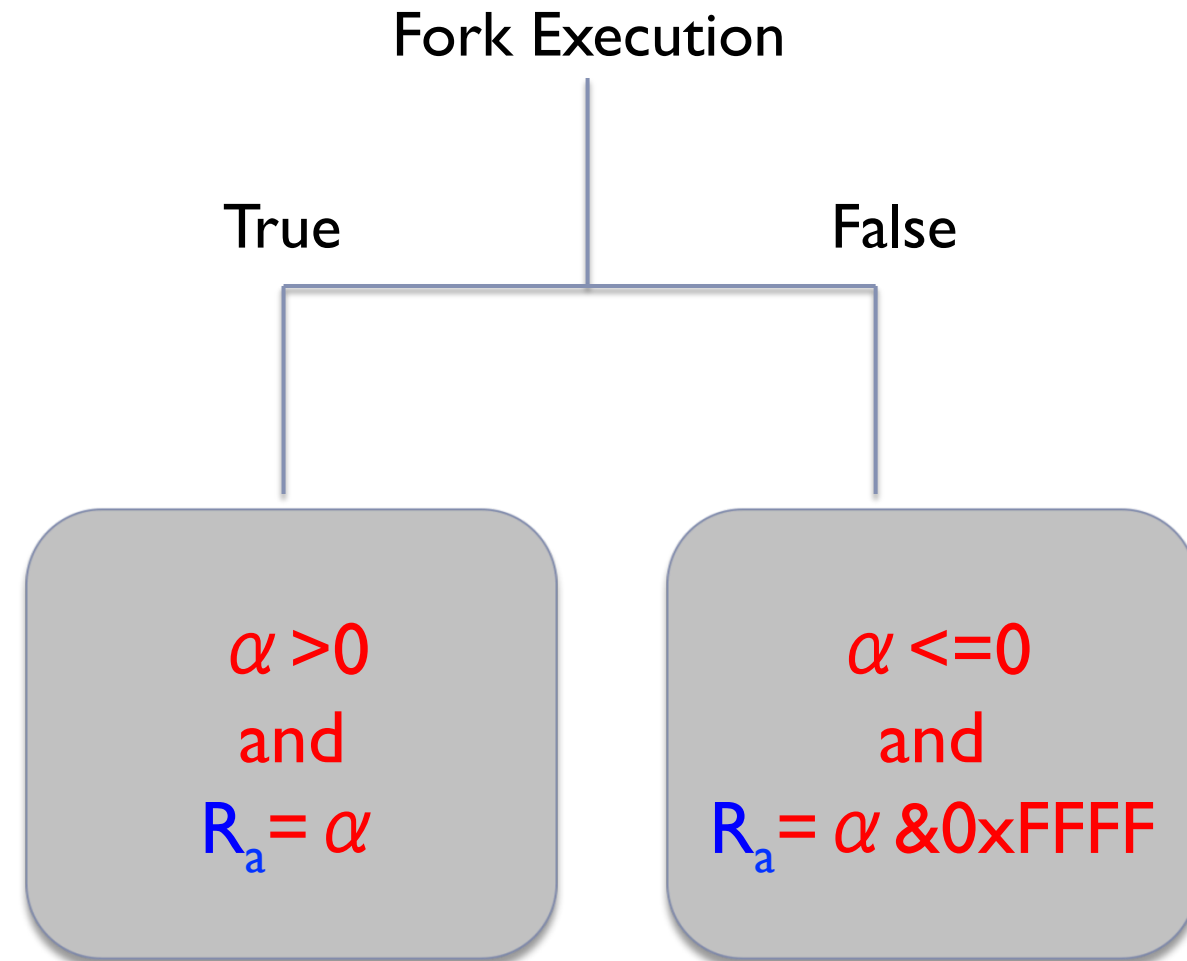 Fork Execution
True
False
α >0
and
Rₐ= α
α <=0
and
Rₐ= α &0xFFFF